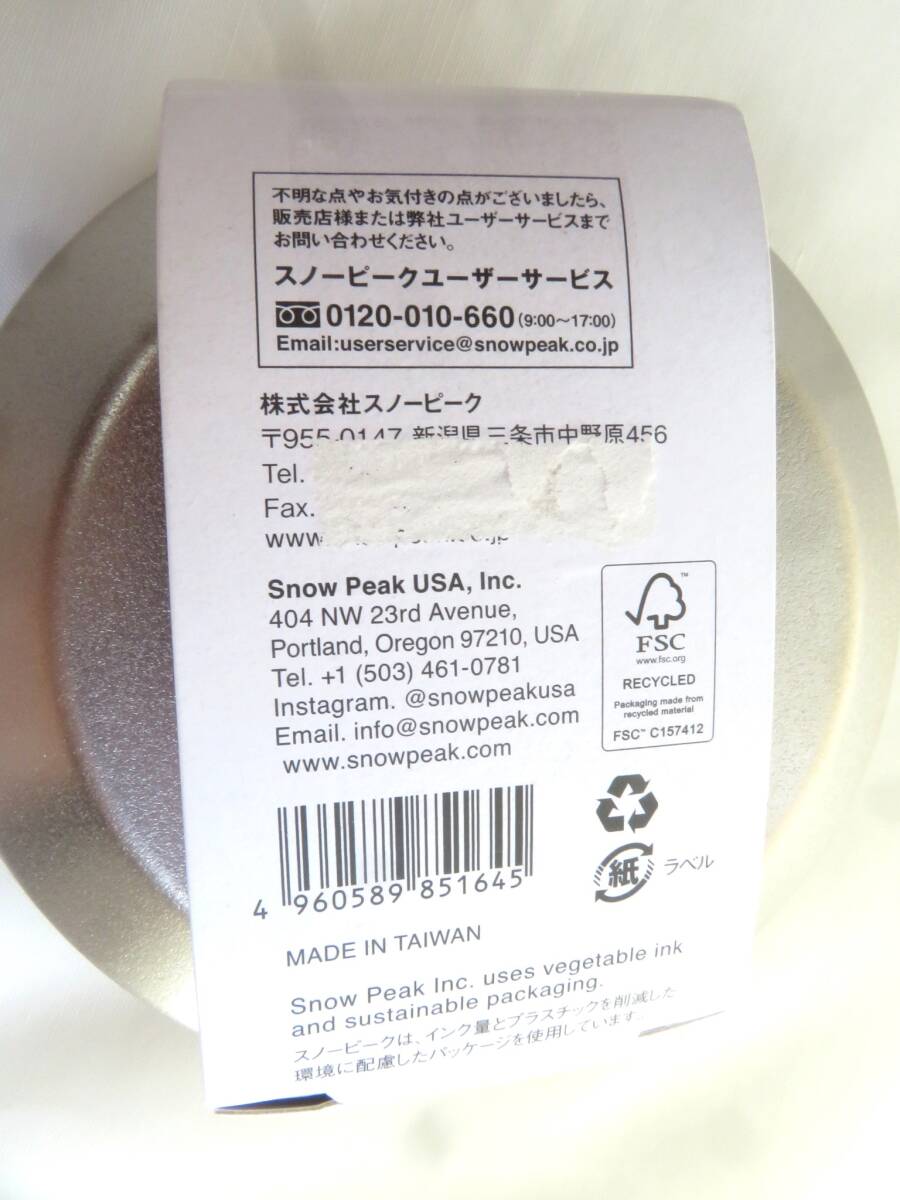 不明な点やお気付きの点がございましたら、
販売店様または弊社ユーザーサービスまで
お問い合わせください。
スノーピークユーザーサービス
0120-010-660(9:00〜17:00)
Email:userservice@snowpeak.co.jp
株式会社スノーピーク
〒955-0147 新潟県三条市中野原456
Tel.
Fax.
Snow Peak USA, Inc.
404 NW 23rd Avenue,
Portland, Oregon 97210, USA
Tel. +1 (503) 461-0781
Instagram. @snowpeakusa
Email. info@snowpeak.com
www.snowpeak.com
™
FSC
www.fsc.org
RECYCLED
Packaging made from
recycled material
FSC™ C157412
4 960589 851645
紙 ラベル
MADE IN TAIWAN
Snow Peak Inc. uses vegetable ink
and sustainable packaging.
スノーピークは、インク量とプラスチックを削減した
環境に配慮したパッケージを使用しています。